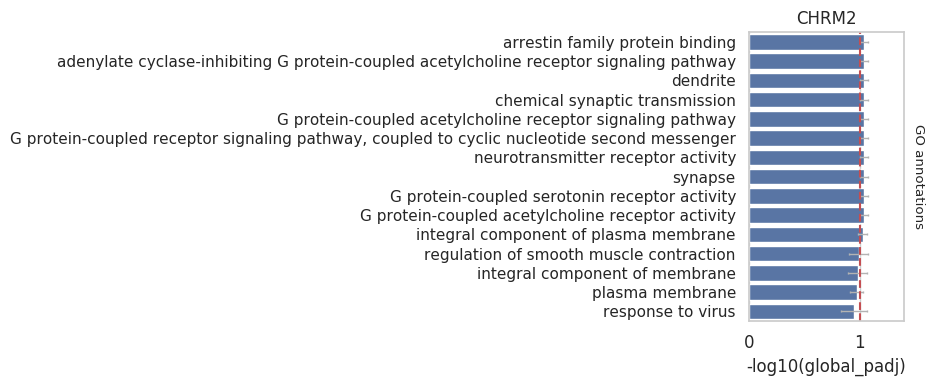 CHRM2
arrestin family protein binding
adenylate cyclase-inhibiting G protein-coupled acetylcholine receptor signaling pathway
dendrite
chemical synaptic transmission
G protein-coupled acetylcholine receptor signaling pathway
G protein-coupled receptor signaling pathway, coupled to cyclic nucleotide second messenger
neurotransmitter receptor activity
synapse
G protein-coupled serotonin receptor activity
G protein-coupled acetylcholine receptor activity
integral component of plasma membrane
regulation of smooth muscle contraction
integral component of membrane
plasma membrane
response to virus
GO annotations
0 1
-log10(global_padj)